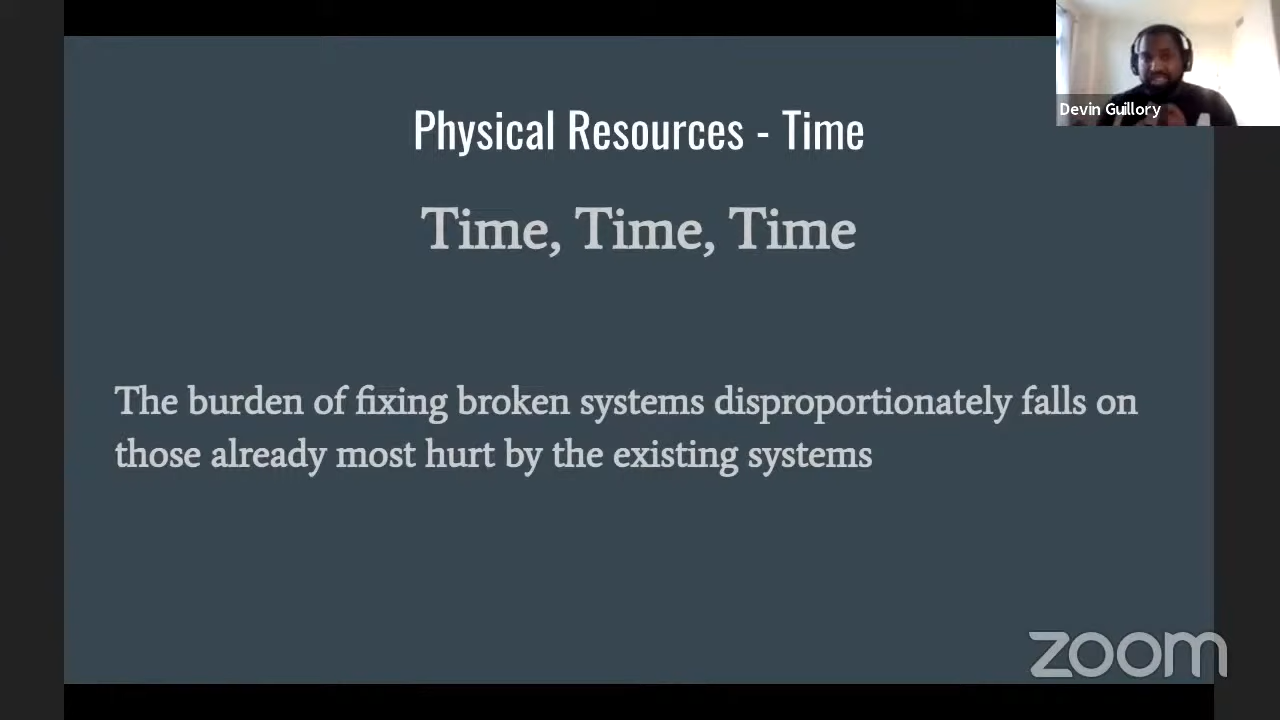 Devin Guillory
Physical Resources - Time
Time, Time, Time
The burden of fixing broken systems disproportionately falls on
those already most hurt by the existing systems
zoom